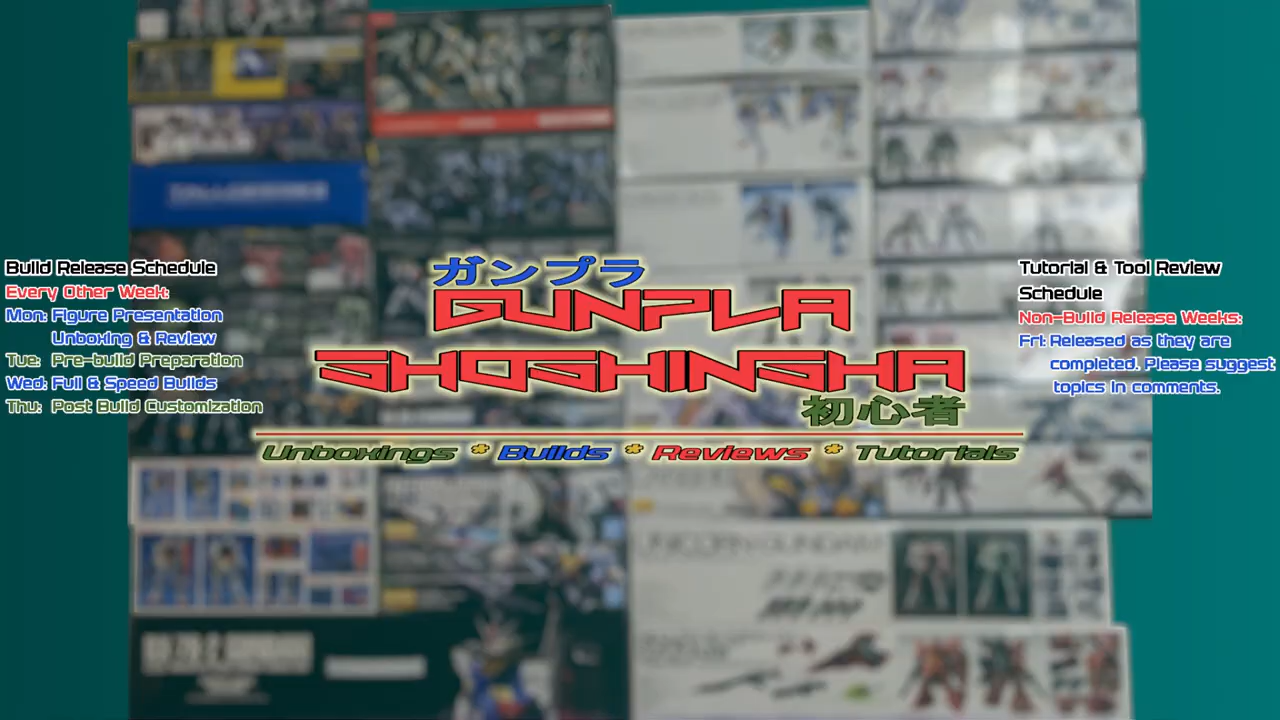 Build Release Schedule
Every Other Week:
Mon: Figure Presentation
Unboxing & Review
Tue: Pre-build Preparation
Wed: Full & Speed Builds
Thu: Post Build Customization
ガンプラ
GUNPLA
SHOSHINSHA
初心者
Unboxings * Builds * Reviews * Tutorials
Tutorial & Tool Review
Schedule
Non-Build Release Weeks:
Fri: Released as they are
completed. Please suggest
topics in comments.
UNICORN GUNDAM